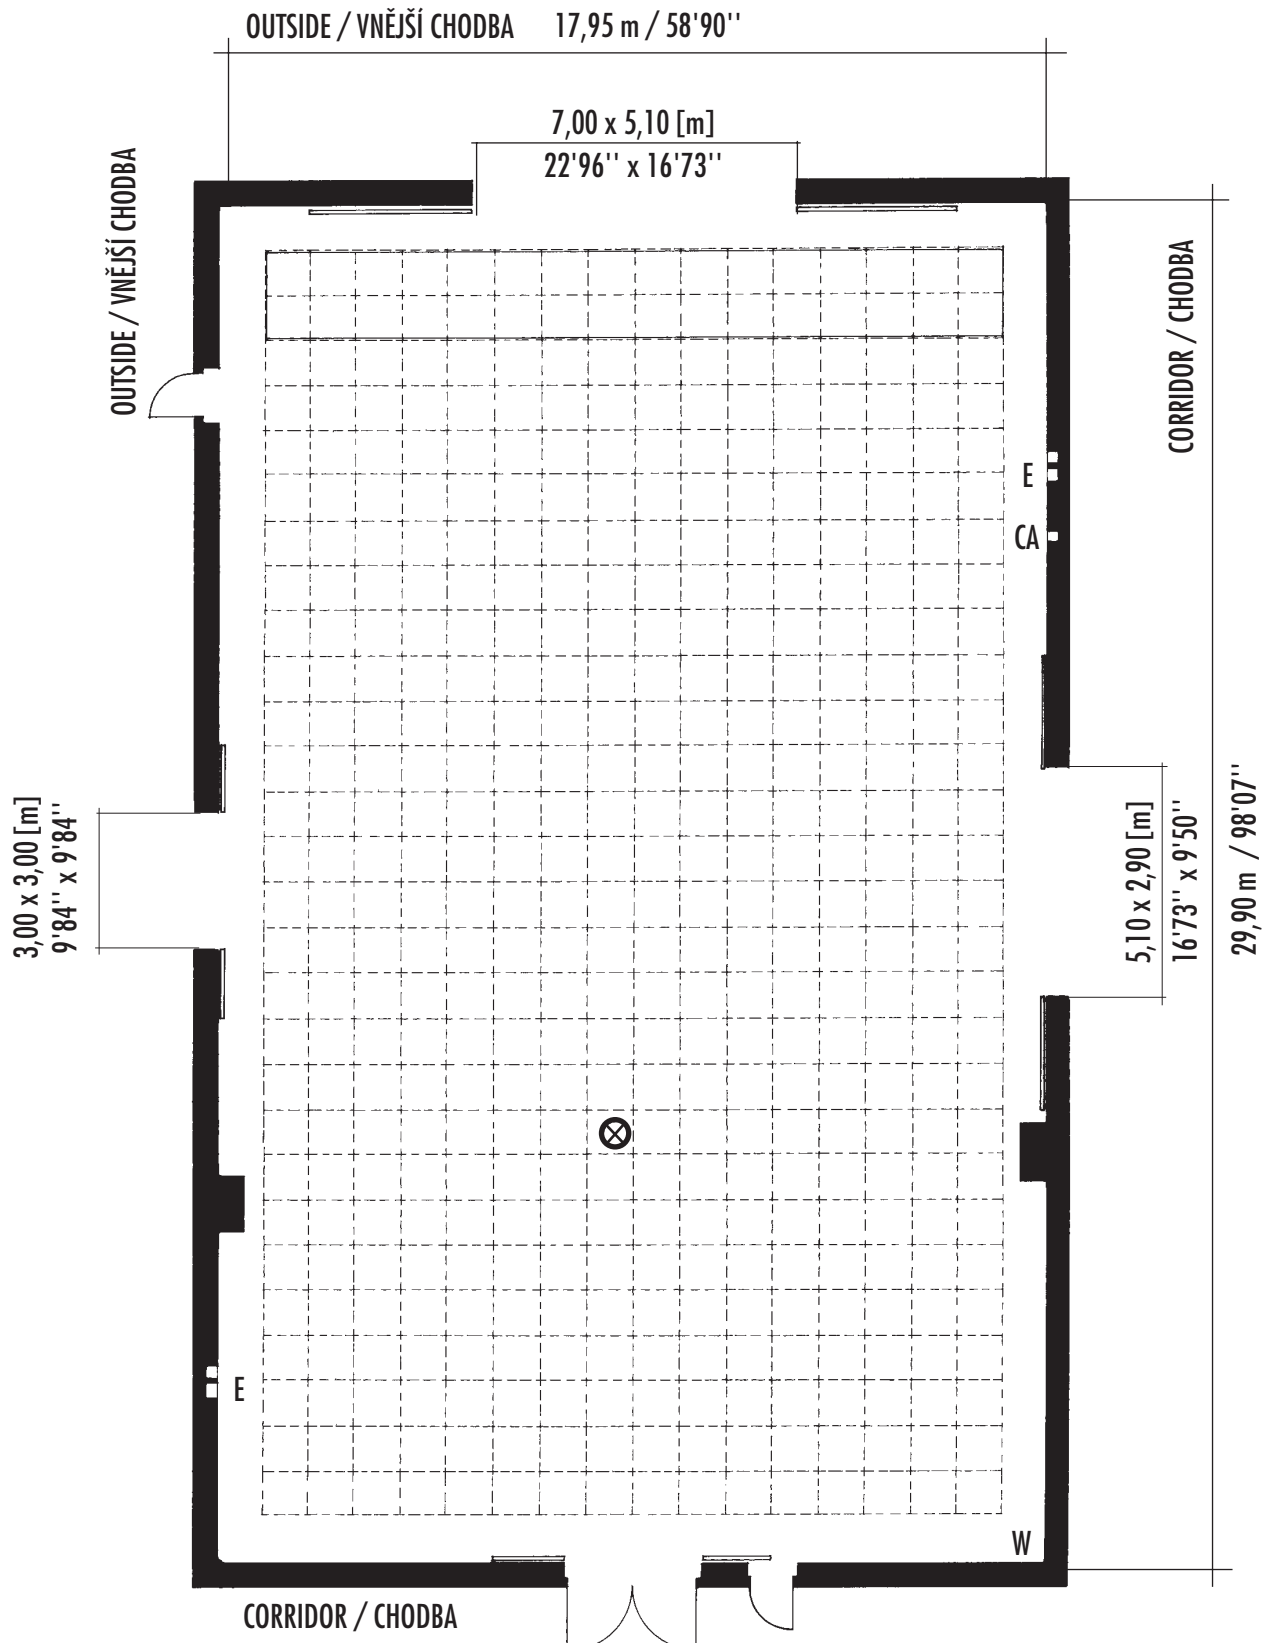 OUTSIDE / VNĚJŠÍ CHODBA 17,95 m / 58'90''
7,00 x 5,10 [m]
22'96'' x 16'73''
OUTSIDE / VNĚJŠÍ CHODBA
CORRIDOR / CHODBA
E
CA
3,00 x 3,00 [m]
9'84'' x 9'84''
5,10 x 2,90 [m]
16'73'' x 9'50''
29,90 m / 98'07''
E
W
CORRIDOR / CHODBA